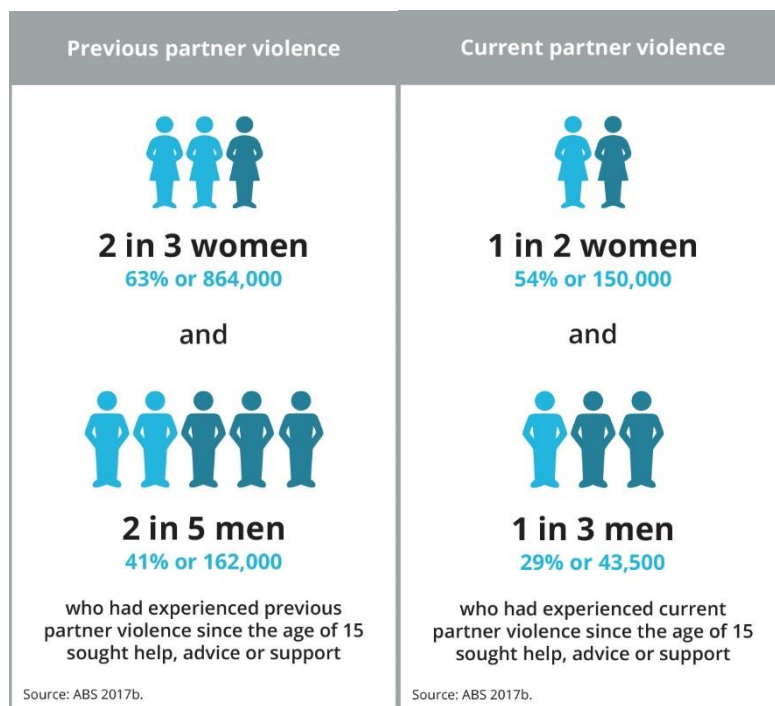 Previous partner violence
2 in 3 women
63% or 864,000
and
2 in 5 men
41% or 162,000
who had experienced previous
partner violence since the age of 15
sought help, advice or support
Source: ABS 2017b.
Current partner violence
1 in 2 women
54% or 150,000
and
1 in 3 men
29% or 43,500
who had experienced current
partner violence since the age of 15
sought help, advice or support
Source: ABS 2017b.